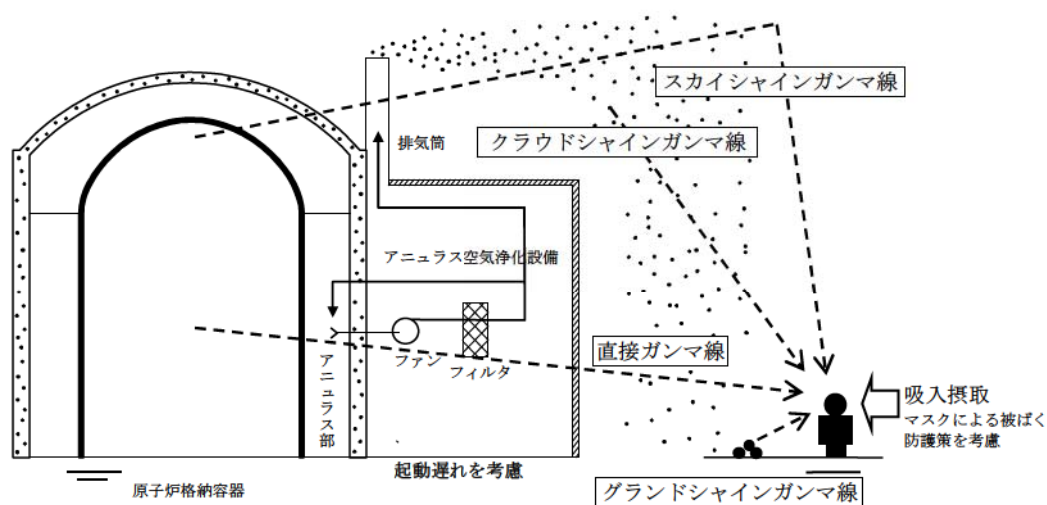 スカイシャインガンマ線
クラウドシャインガンマ線
排気筒
アニュラス空気浄化設備
直接ガンマ線
ファン
フィルタ
アニュラス部
吸入摂取
マスクによる被ばく
防護策を考慮
起動遅れを考慮
原子炉格納容器
グランドシャインガンマ線